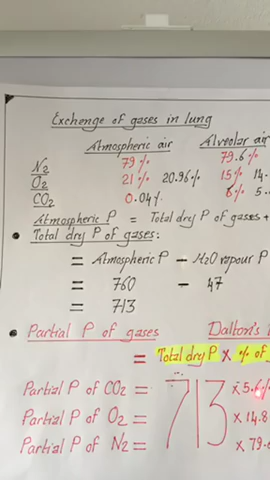 Exchenge of gases in lung
Atmospheric air Alveolar air
N2 79% 79.6%
O2 21% 20.96% 15% 14.
CO2 0.04% 6% 5.
Atmospheric P = Total dry P of gases +
• Total dry P of gases:
= Atmospheric P - H2O vapour P
= 760 - 47
= 713
• Partial P of gases Dalton's
= Total dry P x % of
Partial P of CO2 = 713 x 5.6%
Partial P of O2 = x 14.8
Partial P of N2 = x 79.